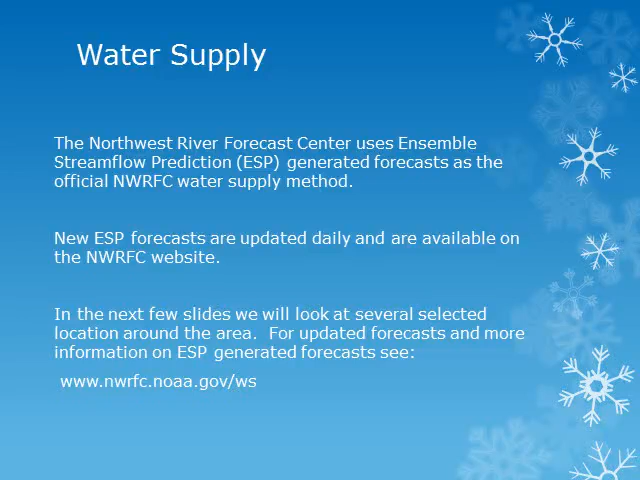 Water Supply
The Northwest River Forecast Center uses Ensemble
Streamflow Prediction (ESP) generated forecasts as the
official NWRFC water supply method.
New ESP forecasts are updated daily and are available on
the NWRFC website.
In the next few slides we will look at several selected
location around the area.  For updated forecasts and more
information on ESP generated forecasts see:
www.nwrfc.noaa.gov/ws